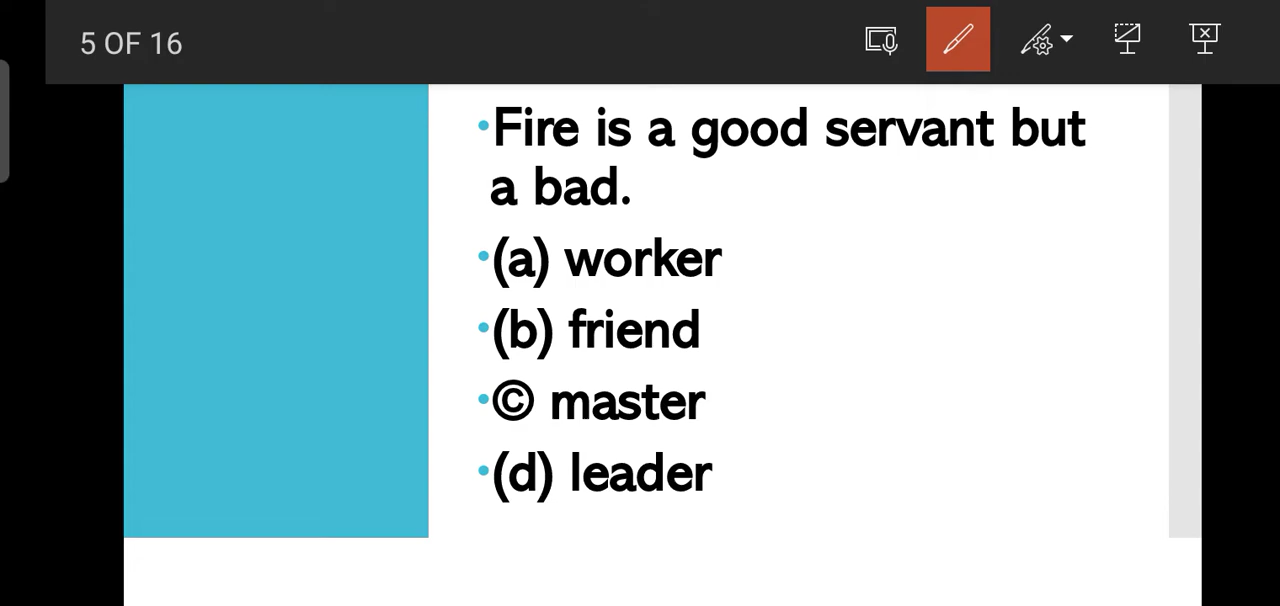 5 OF 16
•Fire is a good servant but
a bad.
•(a) worker
•(b) friend
•© master
•(d) leader